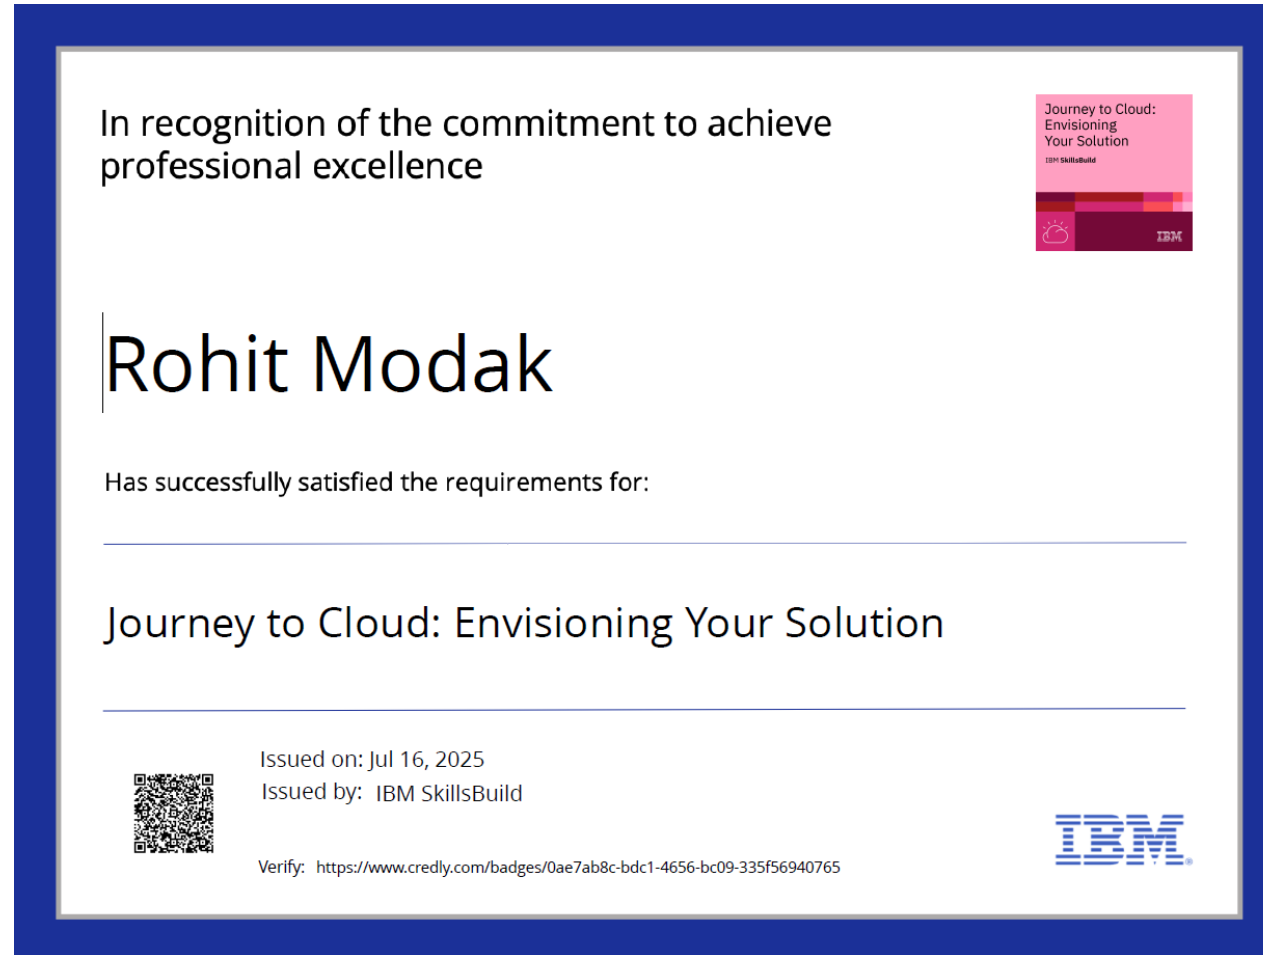 In recognition of the commitment to achieve
professional excellence
Journey to Cloud:
Envisioning
Your Solution
IBM SkillsBuild
IBM
Rohit Modak
Has successfully satisfied the requirements for:
Journey to Cloud: Envisioning Your Solution
Issued on: Jul 16, 2025
Issued by: IBM SkillsBuild
Verify: https://www.credly.com/badges/0ae7ab8c-bdc1-4656-bc09-335f56940765
IBM®